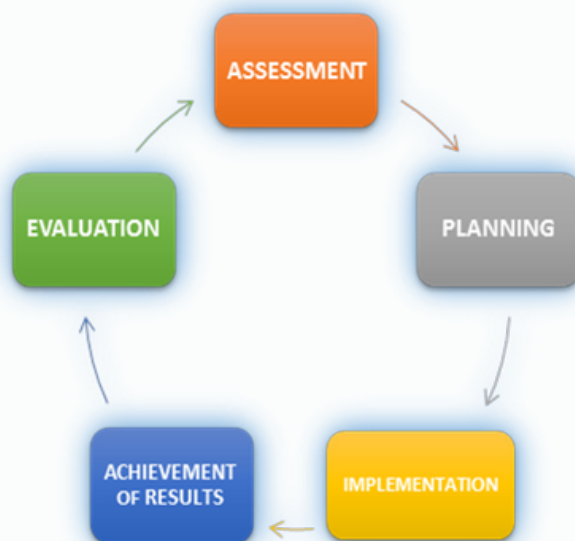 ASSESSMENT
PLANNING
IMPLEMENTATION
ACHIEVEMENT
OF RESULTS
EVALUATION